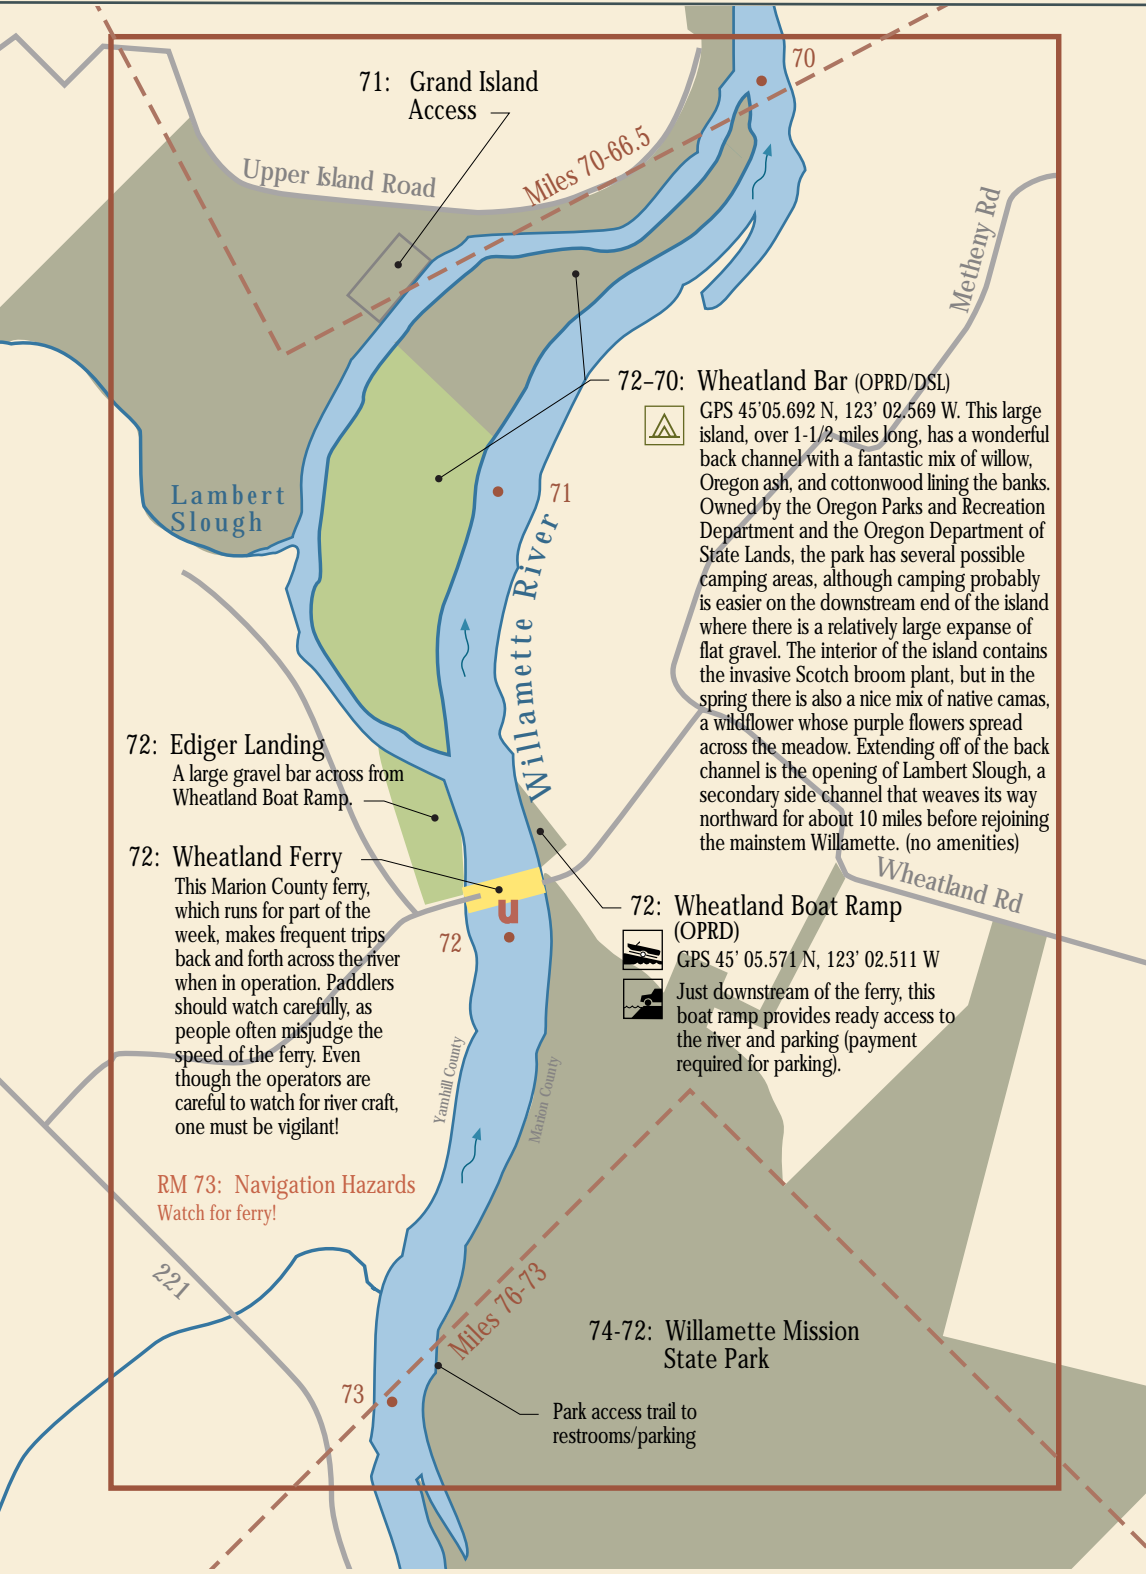 70
71: Grand Island
Access
Miles 70-66.5
Upper Island Road
Metheny Rd
72–70: Wheatland Bar (OPRD/DSL)
GPS 45'05.692 N, 123' 02.569 W. This large
island, over 1-1/2 miles long, has a wonderful
back channel with a fantastic mix of willow,
Oregon ash, and cottonwood lining the banks.
Owned by the Oregon Parks and Recreation
Department and the Oregon Department of
State Lands, the park has several possible
camping areas, although camping probably
is easier on the downstream end of the island
where there is a relatively large expanse of
flat gravel. The interior of the island contains
the invasive Scotch broom plant, but in the
spring there is also a nice mix of native camas,
a wildflower whose purple flowers spread
across the meadow. Extending off of the back
channel is the opening of Lambert Slough, a
secondary side channel that weaves its way
northward for about 10 miles before rejoining
the mainstem Willamette. (no amenities)
Lambert
Slough
71
Willamette River
72: Ediger Landing
A large gravel bar across from
Wheatland Boat Ramp.
72: Wheatland Ferry
This Marion County ferry,
which runs for part of the
week, makes frequent trips
back and forth across the river
when in operation. Paddlers
should watch carefully, as
people often misjudge the
speed of the ferry. Even
though the operators are
careful to watch for river craft,
one must be vigilant!
u
72
Wheatland Rd
72: Wheatland Boat Ramp
(OPRD)
GPS 45' 05.571 N, 123' 02.511 W
Just downstream of the ferry, this
boat ramp provides ready access to
the river and parking (payment
required for parking).
Yamhill County
Marion County
RM 73: Navigation Hazards
Watch for ferry!
221
Miles 76-73
74-72: Willamette Mission
State Park
73
Park access trail to
restrooms/parking